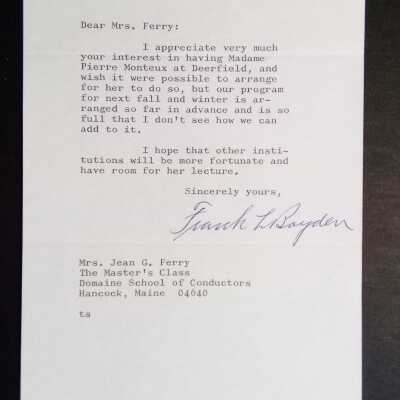 Dear Mrs. Ferry:
I appreciate very much
your interest in having Madame
Pierre Monteux at Deerfield, and
wish it were possible to arrange
for her to do so, but our program
for next fall and winter is ar-
ranged so far in advance and is so
full that I don't see how we can
add to it.
I hope that other insti-
tutions will be more fortunate and
have room for her lecture.
Sincerely yours,
Frank L Boyden
Mrs. Jean G. Ferry
The Master's Class
Domaine School of Conductors
Hancock, Maine 04640
ts